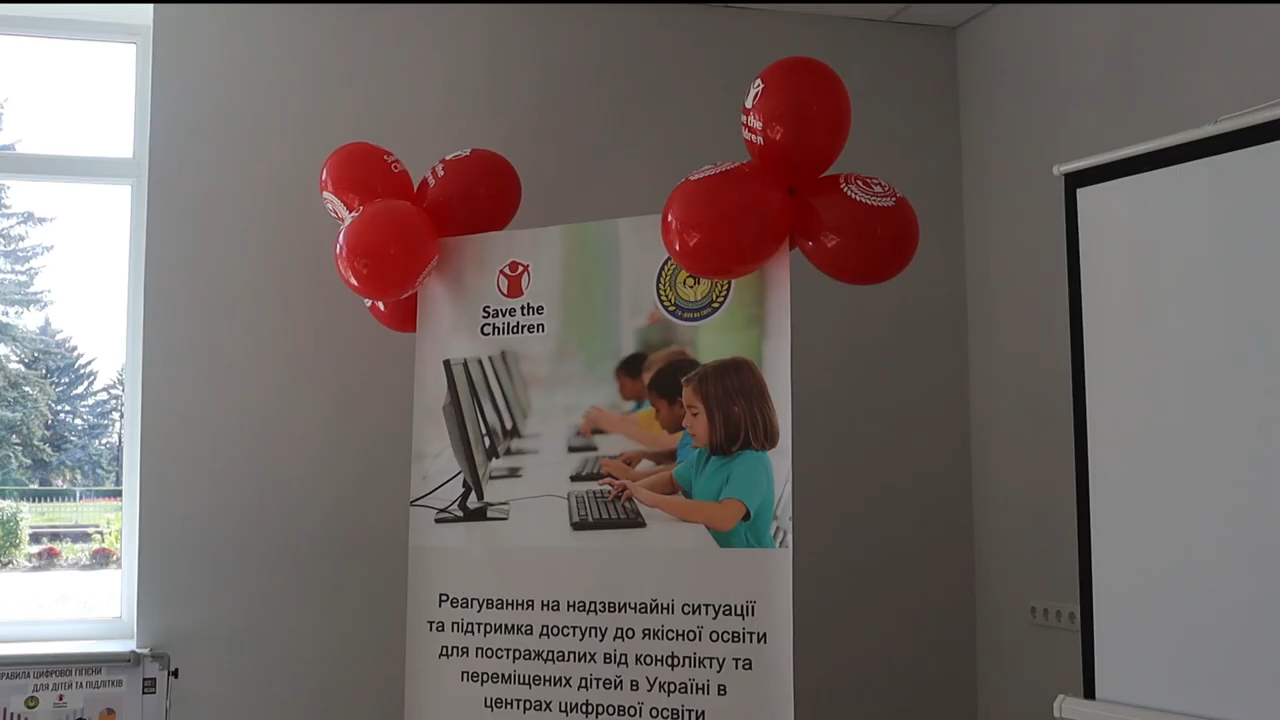 Save the
Children
Реагування на надзвичайні ситуації
та підтримка доступу до якісної освіти
для постраждалих від конфлікту та
переміщених дітей в Україні в
центрах цифрової освіти
ПРАВИЛА ЦИФРОВОЇ ГІГІЄНИ
ДЛЯ ДІТЕЙ ТА ПІДЛІТКІВ
Save the
Children